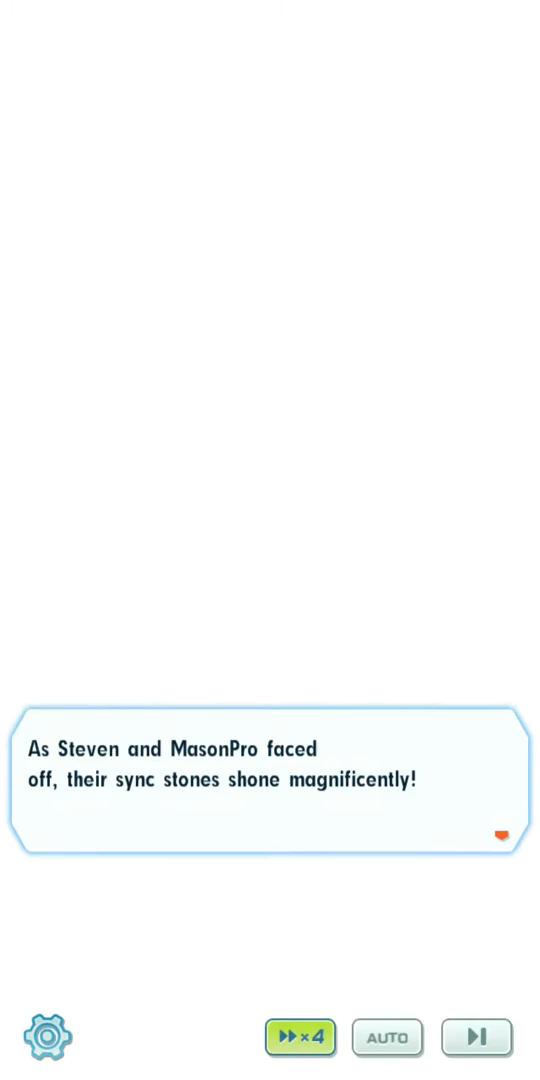 As Steven and MasonPro faced
off, their sync stones shone magnificently!
×4
AUTO